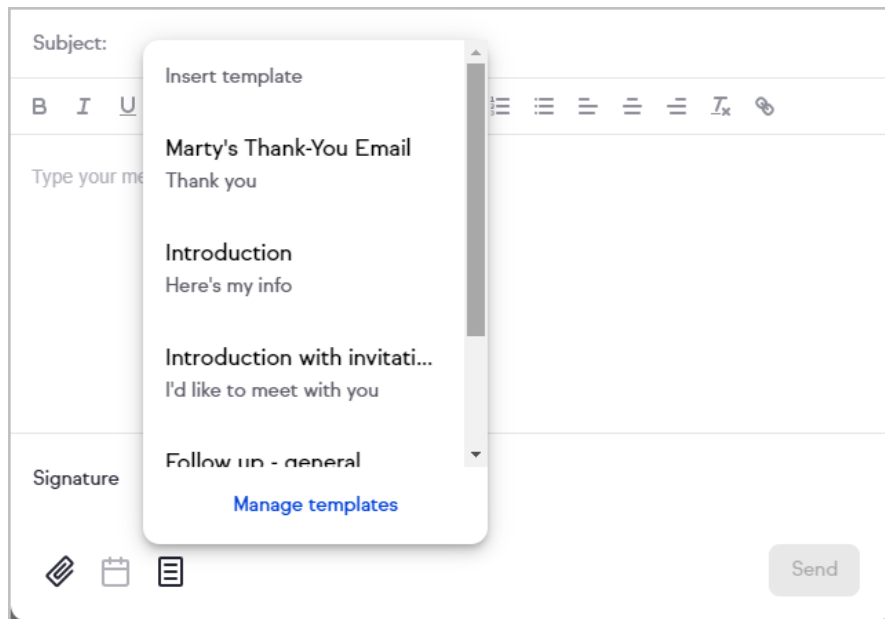 Subject:
Insert template
B I U
Marty's Thank-You Email
Type your me
Thank you
Introduction
Here's my info
Introduction with invitati...
I'd like to meet with you
Follow up - general
Signature
Manage templates
Send